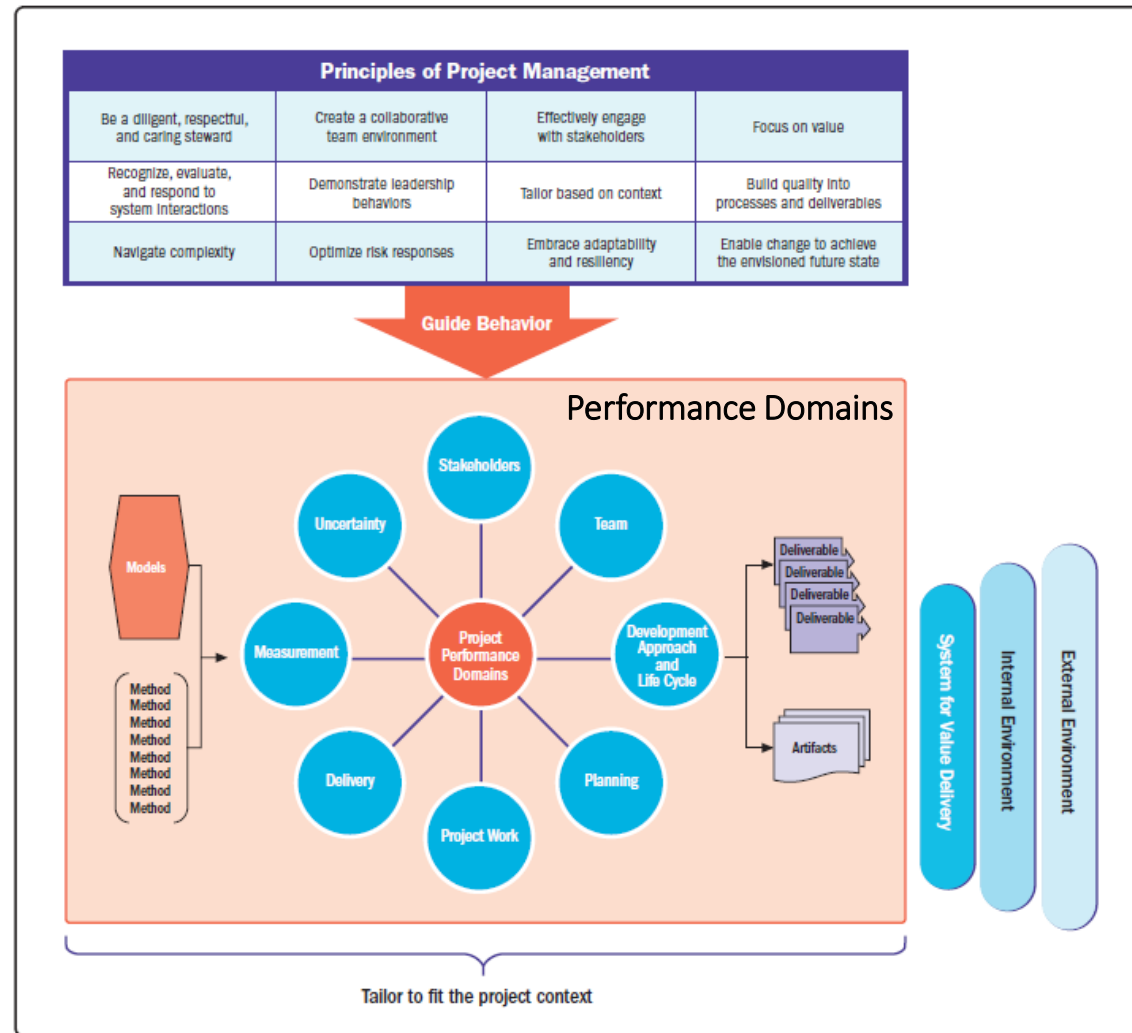 Principles of Project Management
Be a diligent, respectful,
and caring steward
Create a collaborative
team environment
Effectively engage
with stakeholders
Focus on value
Recognize, evaluate,
and respond to
system interactions
Demonstrate leadership
behaviors
Tailor based on context
Build quality into
processes and deliverables
Navigate complexity
Optimize risk responses
Embrace adaptability
and resiliency
Enable change to achieve
the envisioned future state
Guide Behavior
Performance Domains
Stakeholders
Uncertainty
Team
Models
Measurement
Project
Performance
Domains
Development
Approach
and
Life Cycle
Deliverable
Deliverable
Deliverable
Deliverable
Method
Method
Method
Method
Method
Method
Method
Method
Delivery
Planning
Artifacts
Project Work
System for Value Delivery
Internal Environment
External Environment
Tailor to fit the project context